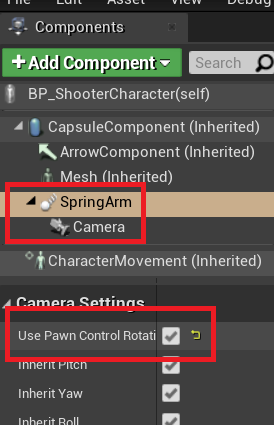 File Edit Asset View Debug
Components
+Add Component
Search
BP_ShooterCharacter(self)
CapsuleComponent (Inherited)
ArrowComponent (Inherited)
Mesh (Inherited)
SpringArm
Camera
CharacterMovement (Inherited)
Camera Settings
Use Pawn Control Rotati
Inherit Pitch
Inherit Yaw
Inherit Roll